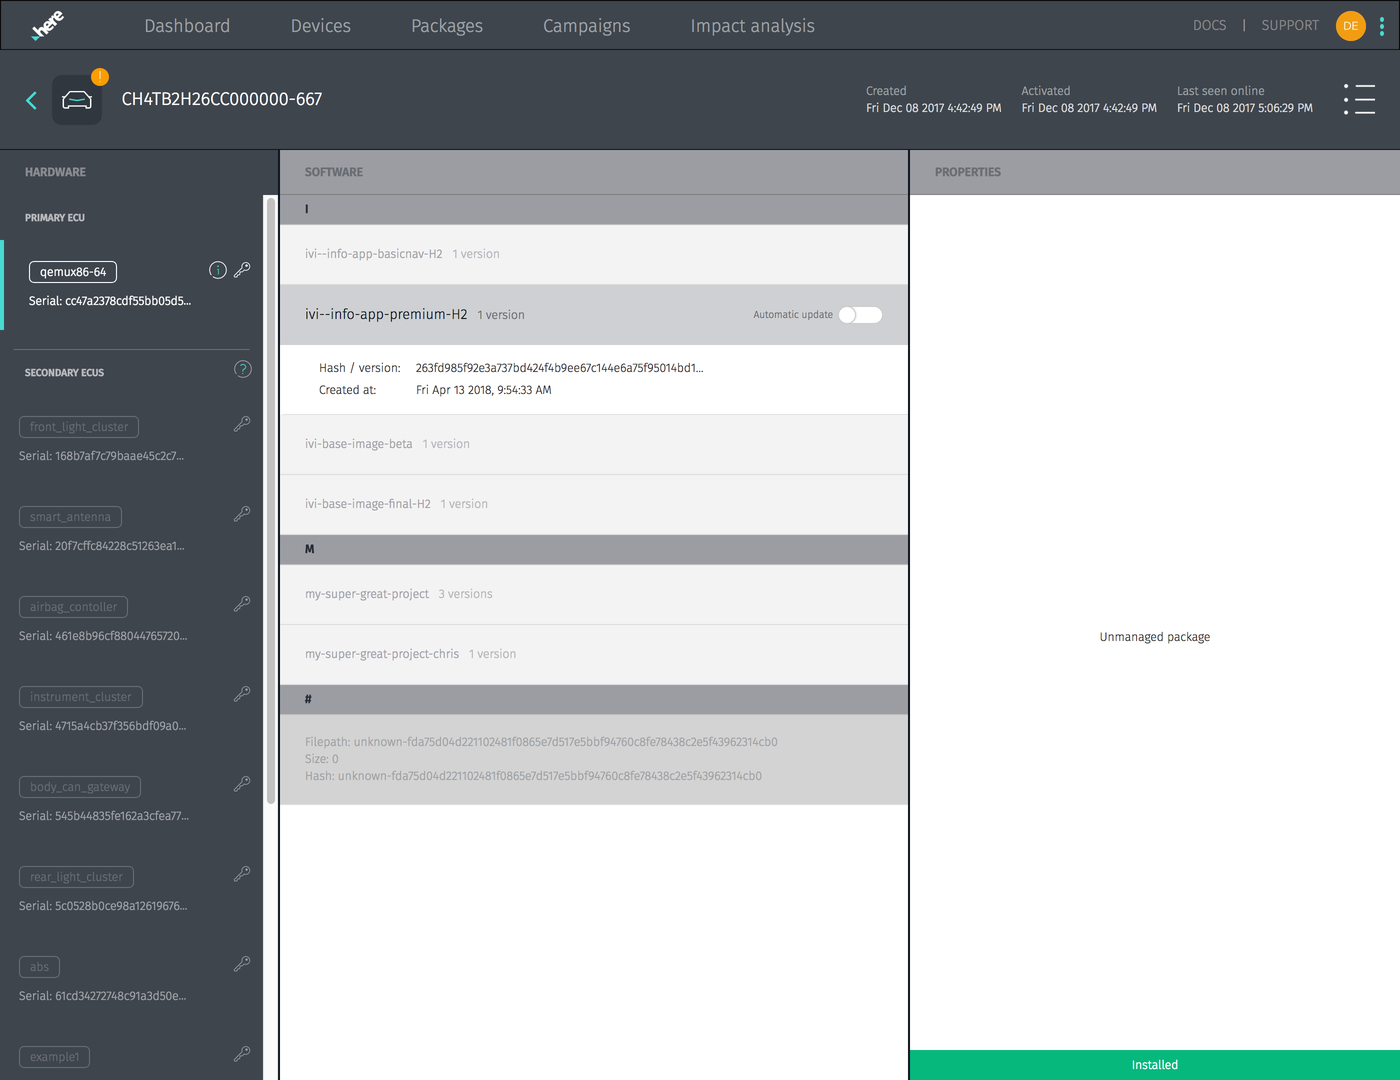 here
Dashboard
Devices
Packages
Campaigns
Impact analysis
DOCS | SUPPORT
DE
!
CH4TB2H26CC000000-667
Created
Fri Dec 08 2017 4:42:49 PM
Activated
Fri Dec 08 2017 4:42:49 PM
Last seen online
Fri Dec 08 2017 5:06:29 PM
HARDWARE
PRIMARY ECU
qemux86-64
i
Serial: cc47a2378cdf55bb05d5...
SECONDARY ECUS
?
front_light_cluster
Serial: 168b7af7c79baae45c2c7...
smart_antenna
Serial: 20f7cffc84228c51263ea1...
airbag_contoller
Serial: 461e8b96cf88044765720...
instrument_cluster
Serial: 4715a4cb37f356bdf09a0...
body_can_gateway
Serial: 545b44835fe162a3cfea77...
rear_light_cluster
Serial: 5c0528b0ce98a12619676...
abs
Serial: 61cd34272748c91a3d50e...
example1
SOFTWARE
I
ivi--info-app-basicnav-H2 1 version
ivi--info-app-premium-H2 1 version
Automatic update
Hash / version: 263fd985f92e3a737bd424f4b9ee67c144e6a75f95014bd1...
Created at: Fri Apr 13 2018, 9:54:33 AM
ivi-base-image-beta 1 version
ivi-base-image-final-H2 1 version
M
my-super-great-project 3 versions
my-super-great-project-chris 1 version
#
Filepath: unknown-fda75d04d221102481f0865e7d517e5bbf94760c8fe78438c2e5f43962314cb0
Size: 0
Hash: unknown-fda75d04d221102481f0865e7d517e5bbf94760c8fe78438c2e5f43962314cb0
PROPERTIES
Unmanaged package
Installed